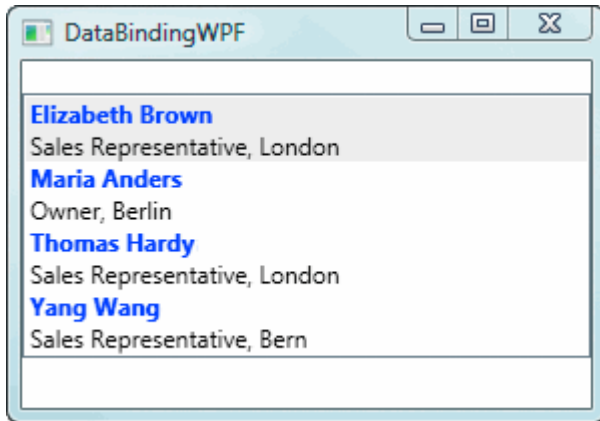 DataBindingWPF
Elizabeth Brown
Sales Representative, London
Maria Anders
Owner, Berlin
Thomas Hardy
Sales Representative, London
Yang Wang
Sales Representative, Bern